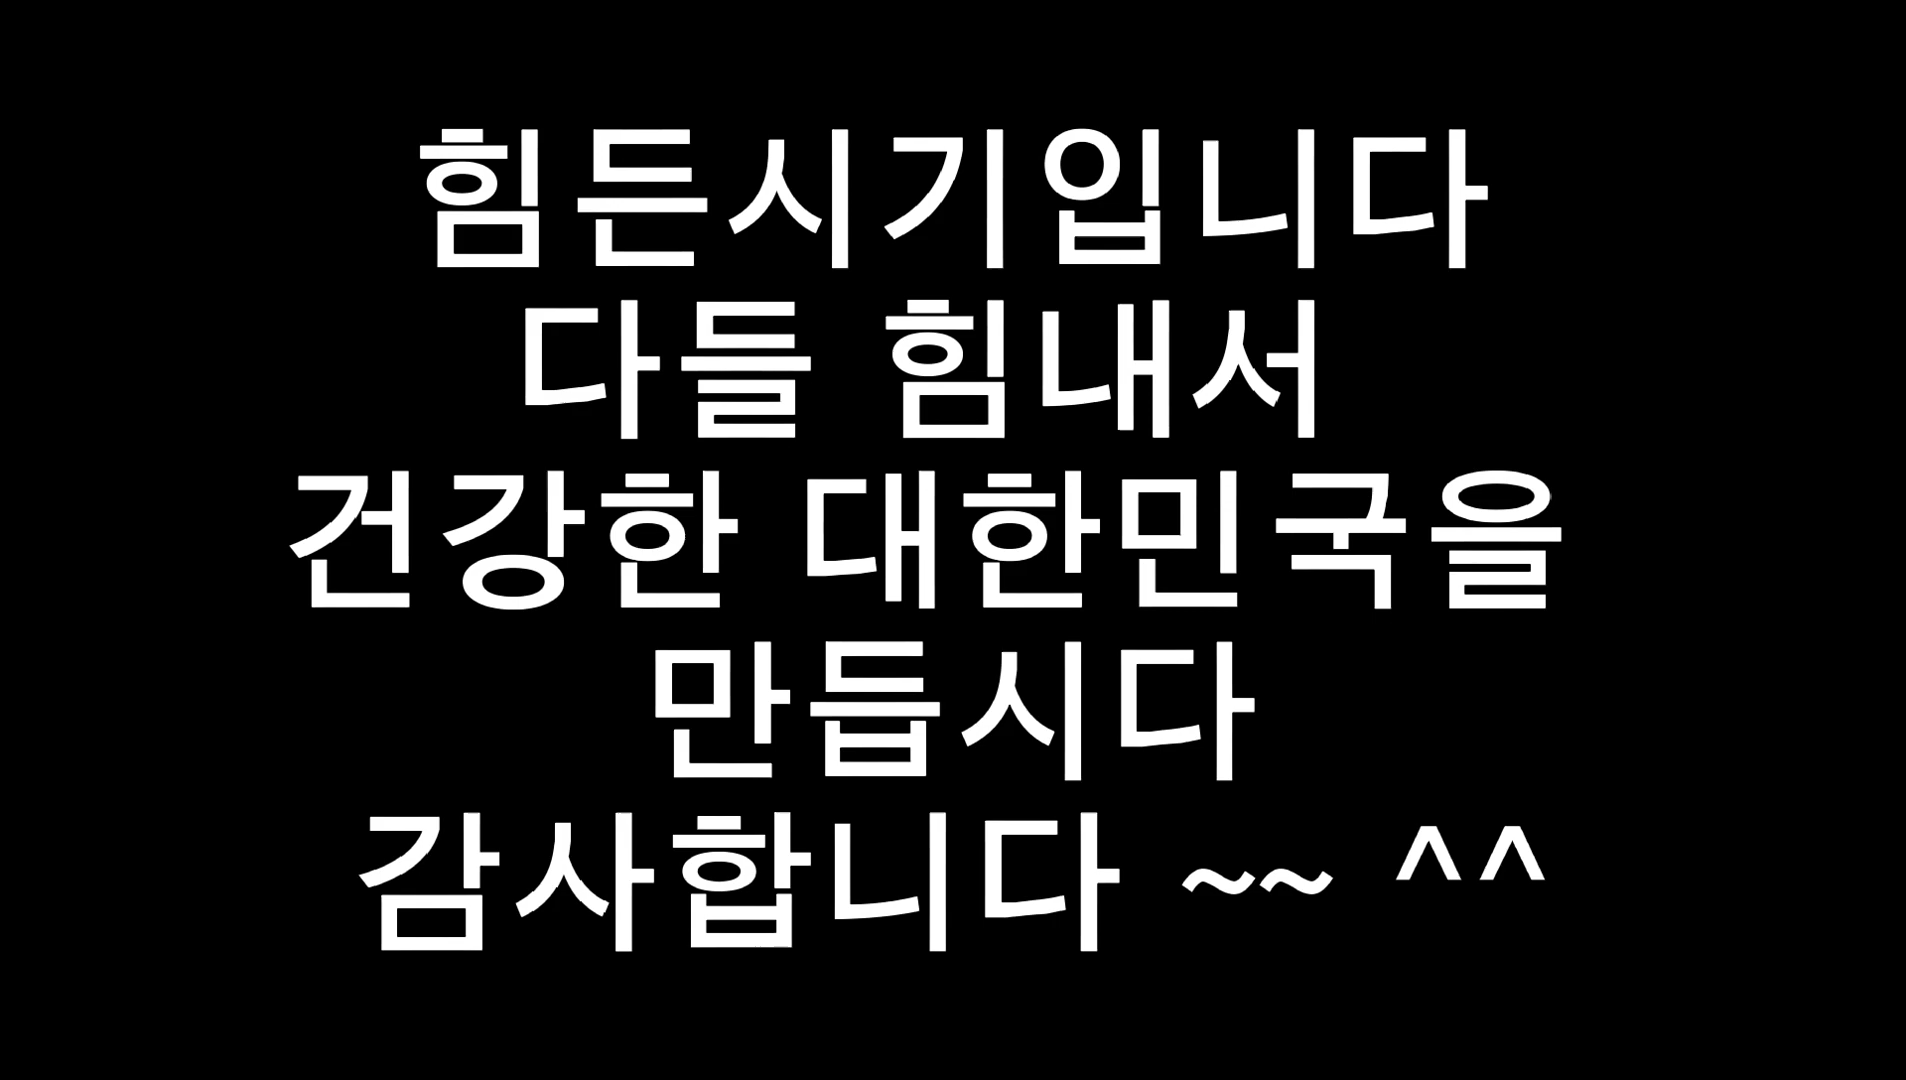 힘든시기입니다
다들 힘내서
건강한 대한민국을
만듭시다
감사합니다 ~~ ^^